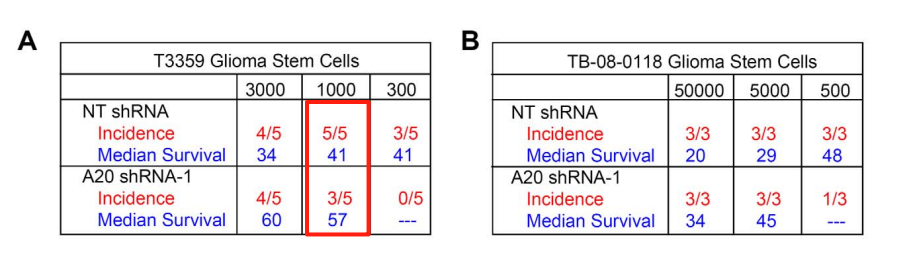 A
T3359 Glioma Stem Cells
3000 1000 300
NT shRNA
Incidence 4/5 5/5 3/5
Median Survival 34 41 41
A20 shRNA-1
Incidence 4/5 3/5 0/5
Median Survival 60 57 ---
B
TB-08-0118 Glioma Stem Cells
50000 5000 500
NT shRNA
Incidence 3/3 3/3 3/3
Median Survival 20 29 48
A20 shRNA-1
Incidence 3/3 3/3 1/3
Median Survival 34 45 ---